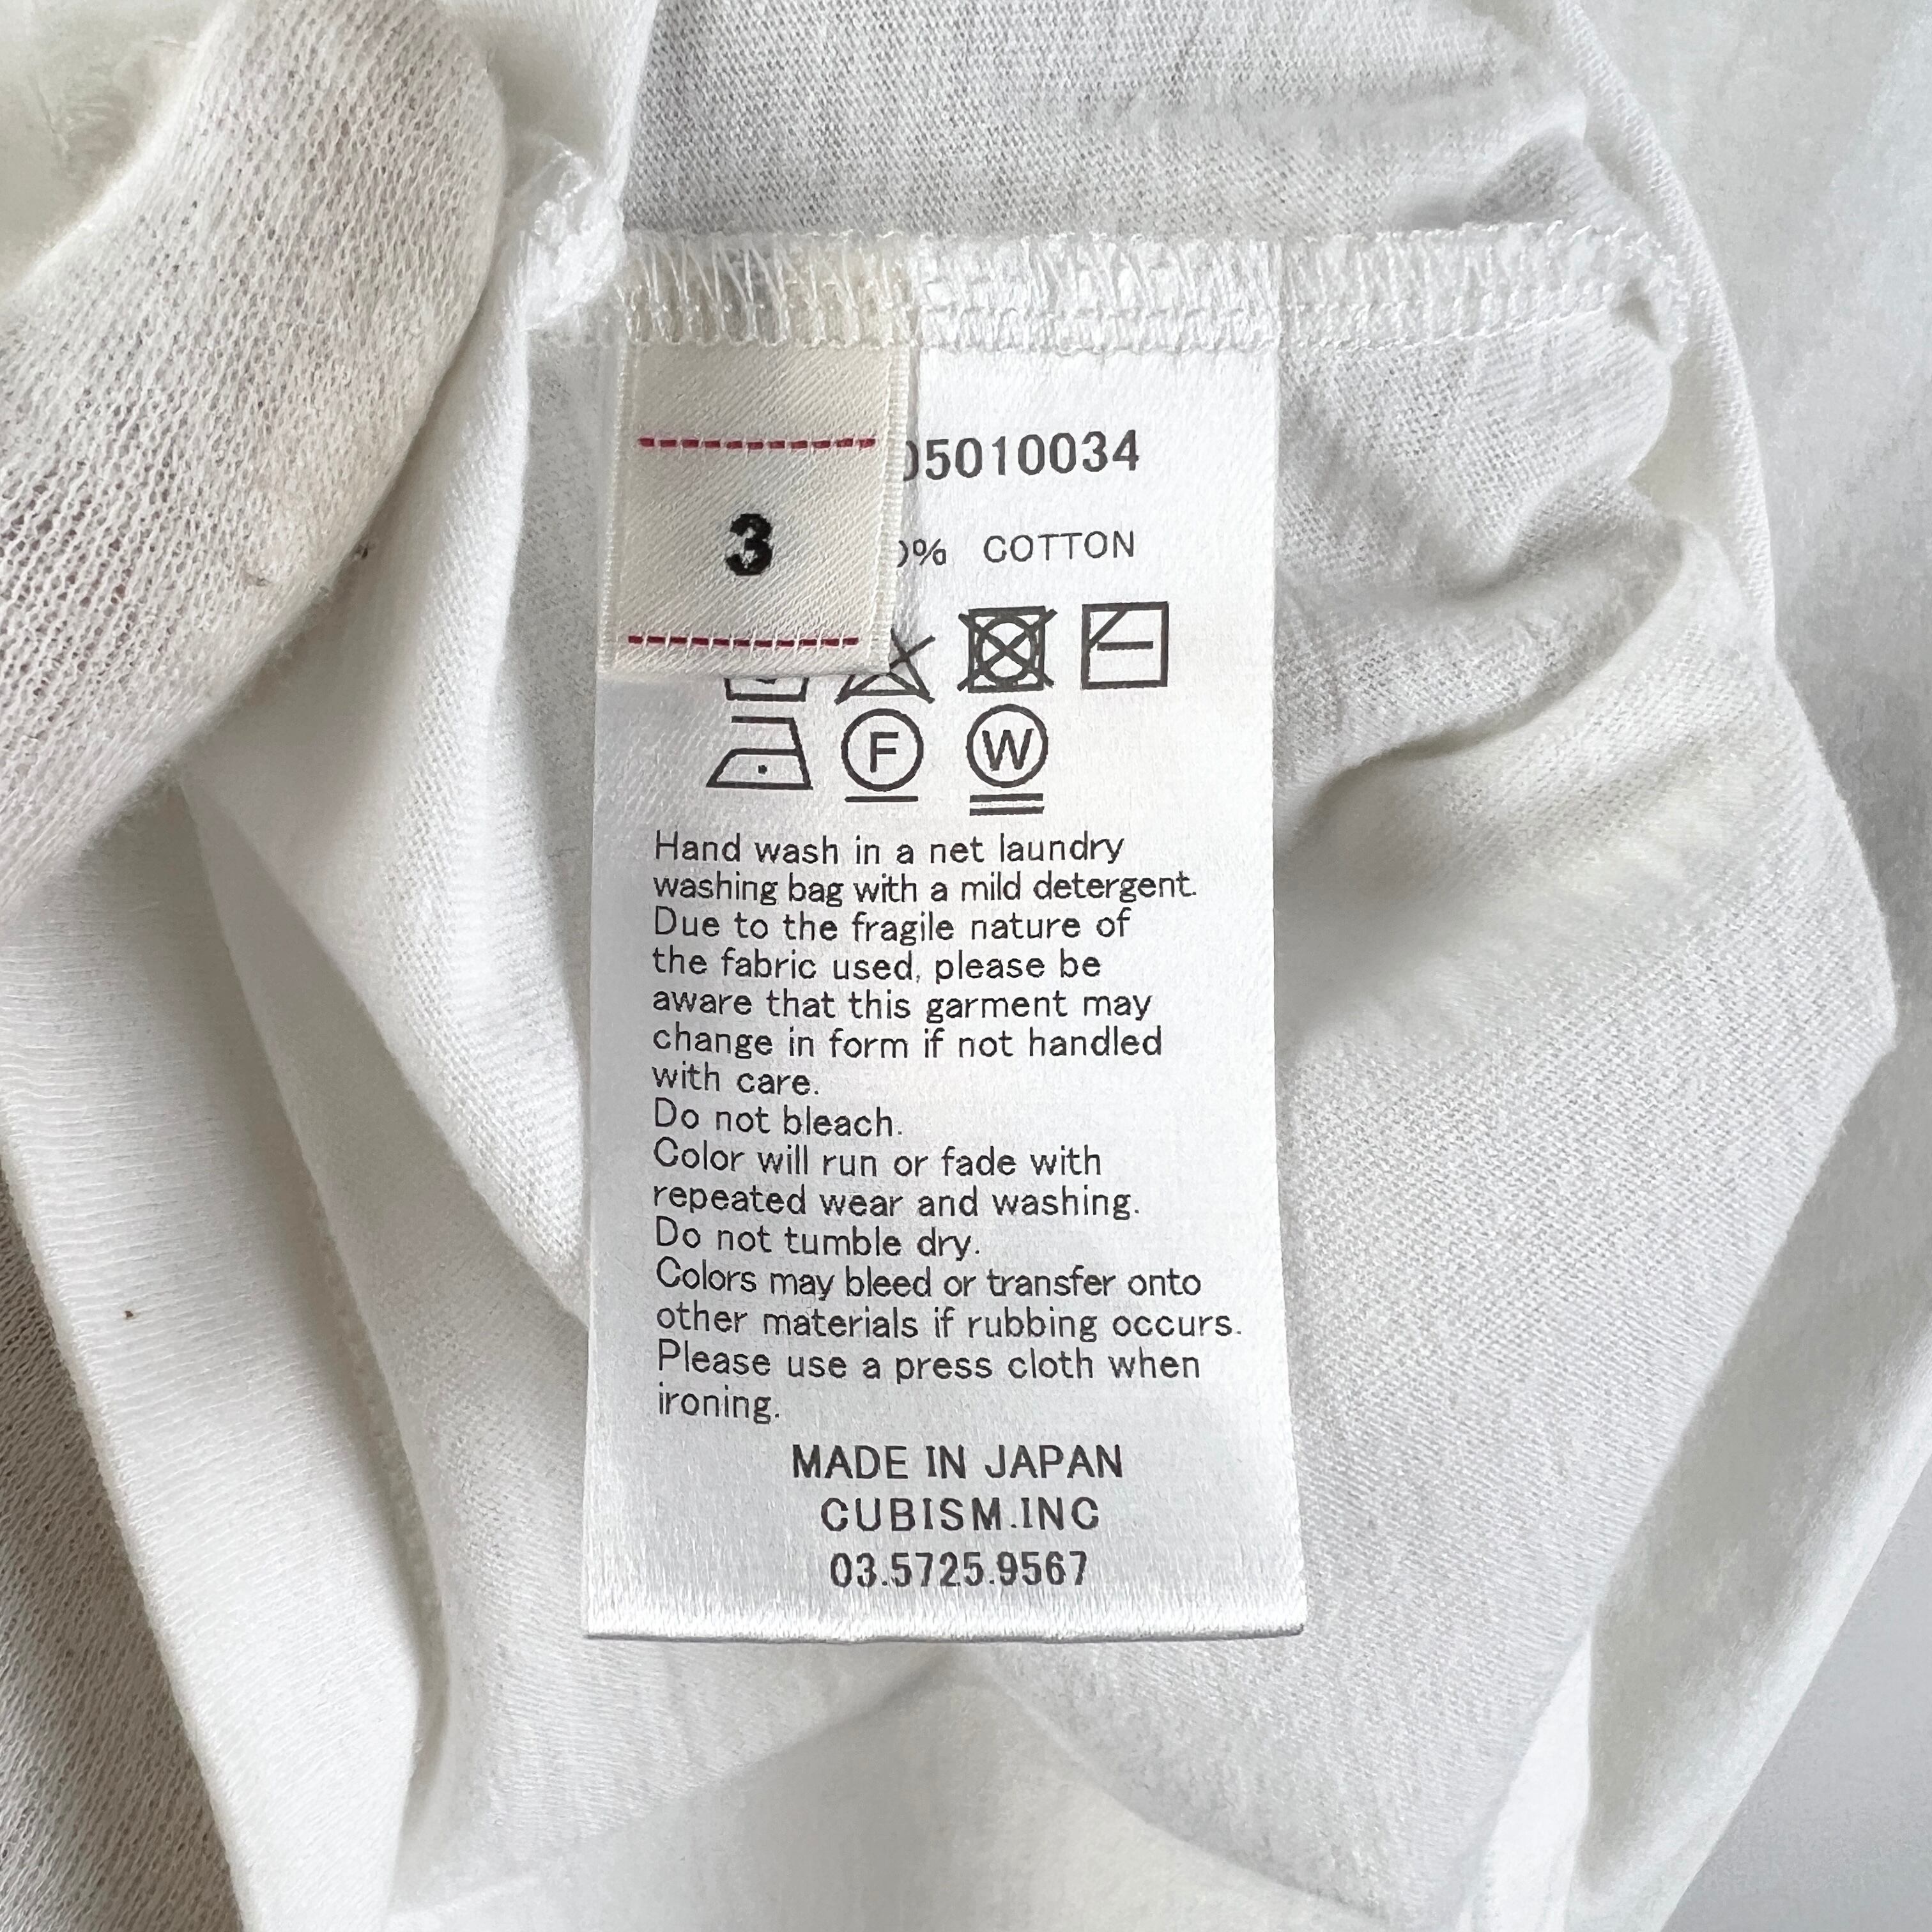 3
05010034
0% COTTON
F W
Hand wash in a net laundry
washing bag with a mild detergent.
Due to the fragile nature of
the fabric used, please be
aware that this garment may
change in form if not handled
with care.
Do not bleach.
Color will run or fade with
repeated wear and washing.
Do not tumble dry.
Colors may bleed or transfer onto
other materials if rubbing occurs.
Please use a press cloth when
ironing.
MADE IN JAPAN
CUBISM.INC
03.5725.9567